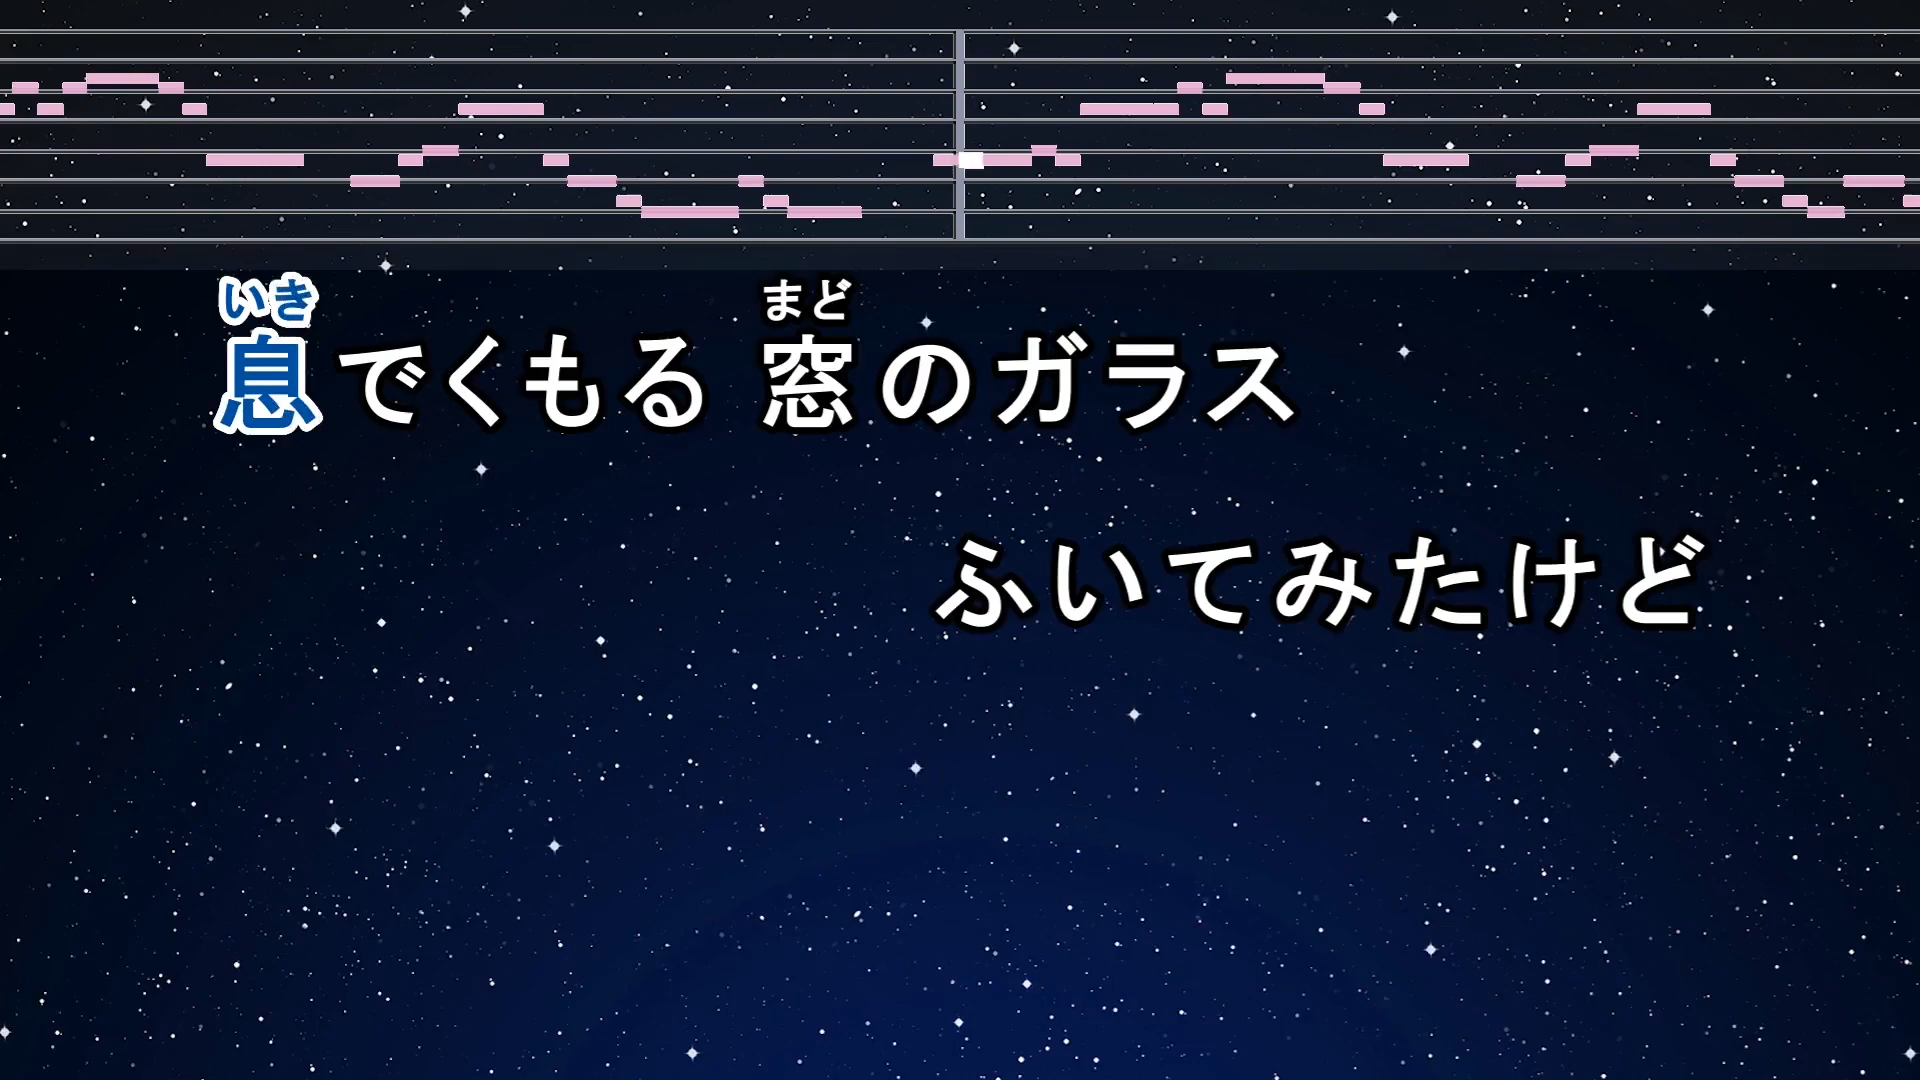 いき まど
息でくもる 窓のガラス
ふいてみたけど